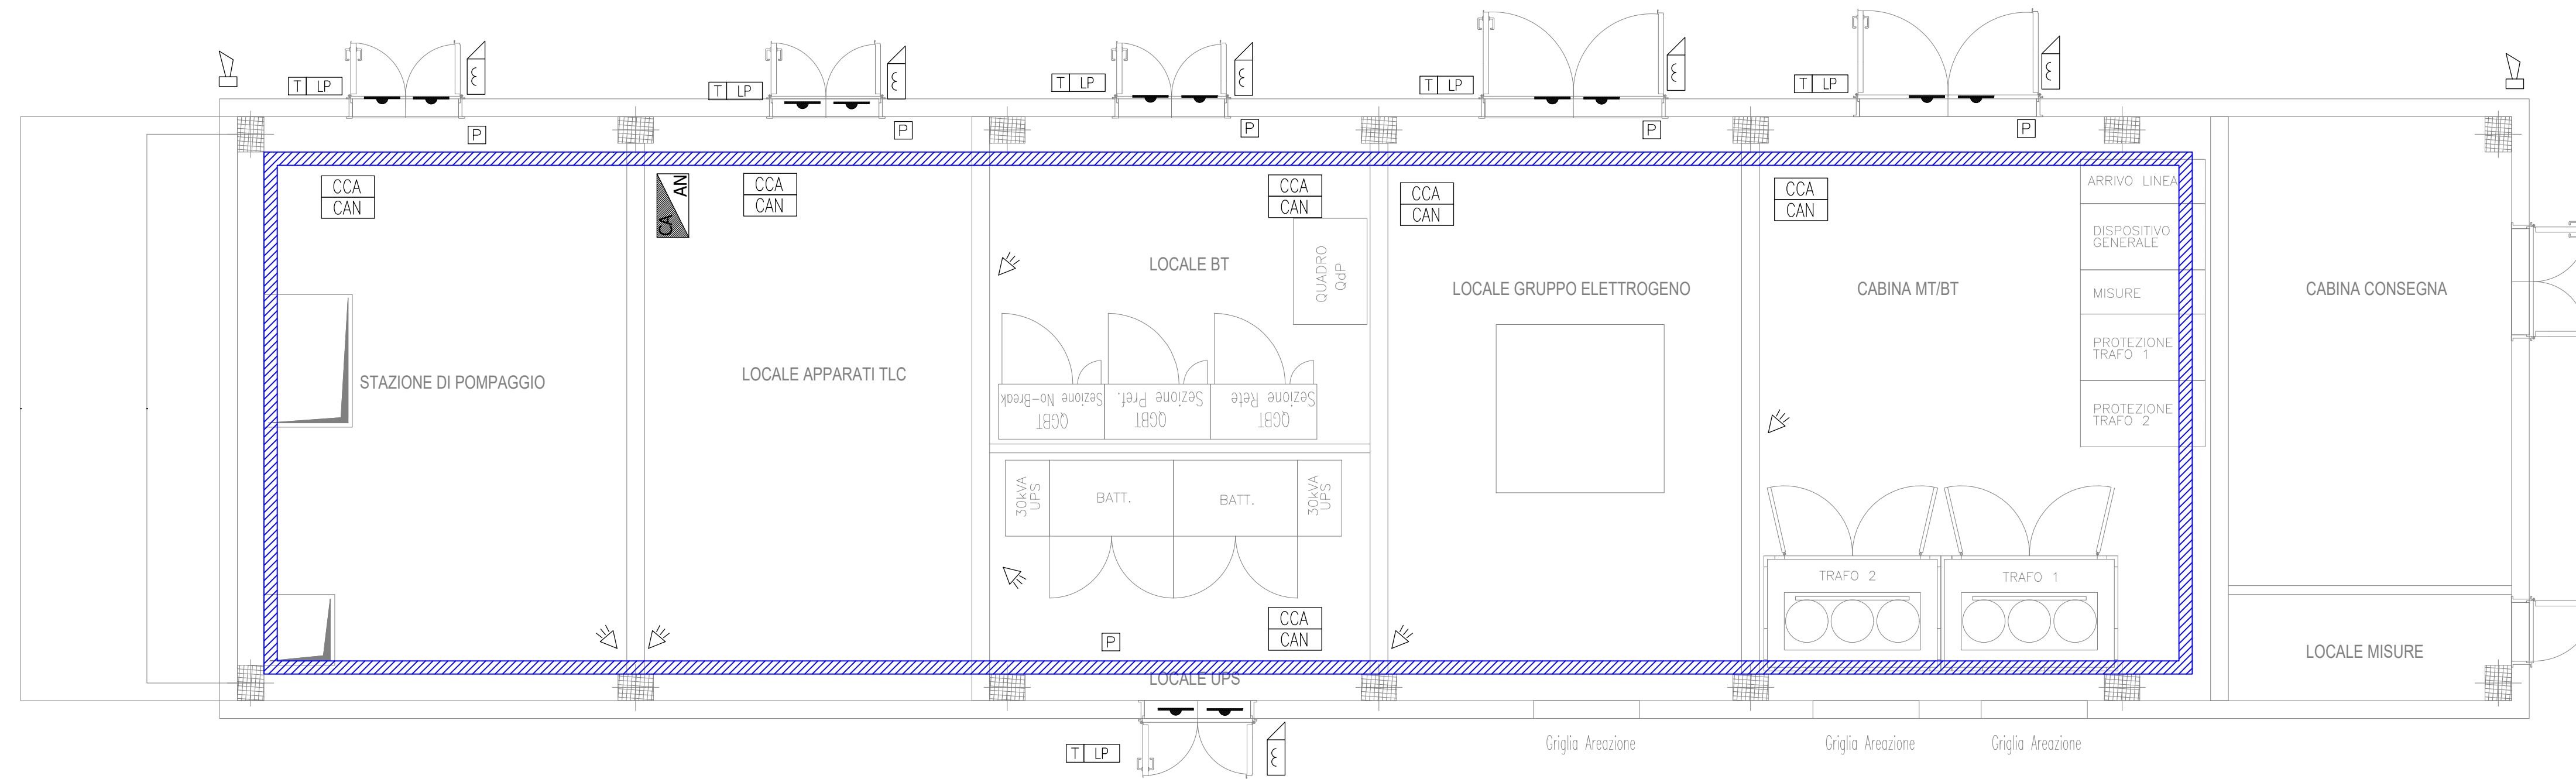 T LP
ε
T LP
ε
T LP
ε
T LP
ε
T LP
ε
P
P
P
P
P
CCA
CAN
CA
AN
CCA
CAN
CCA
CAN
CCA
CAN
CCA
CAN
ARRIVO LINEA
DISPOSITIVO
GENERALE
MISURE
PROTEZIONE
TRAFO 1
PROTEZIONE
TRAFO 2
LOCALE BT
QUADRO
QdP
LOCALE GRUPPO ELETTROGENO
CABINA MT/BT
CABINA CONSEGNA
STAZIONE DI POMPAGGIO
LOCALE APPARATI TLC
QGBT
Sezione No-Break
QGBT
Sezione Pref.
QGBT
Sezione Rete
30kVA
UPS
BATT.
BATT.
30kVA
UPS
TRAFO 2
TRAFO 1
CCA
CAN
P
LOCALE UPS
LOCALE MISURE
T LP
ε
Griglia Areazione
Griglia Areazione
Griglia Areazione